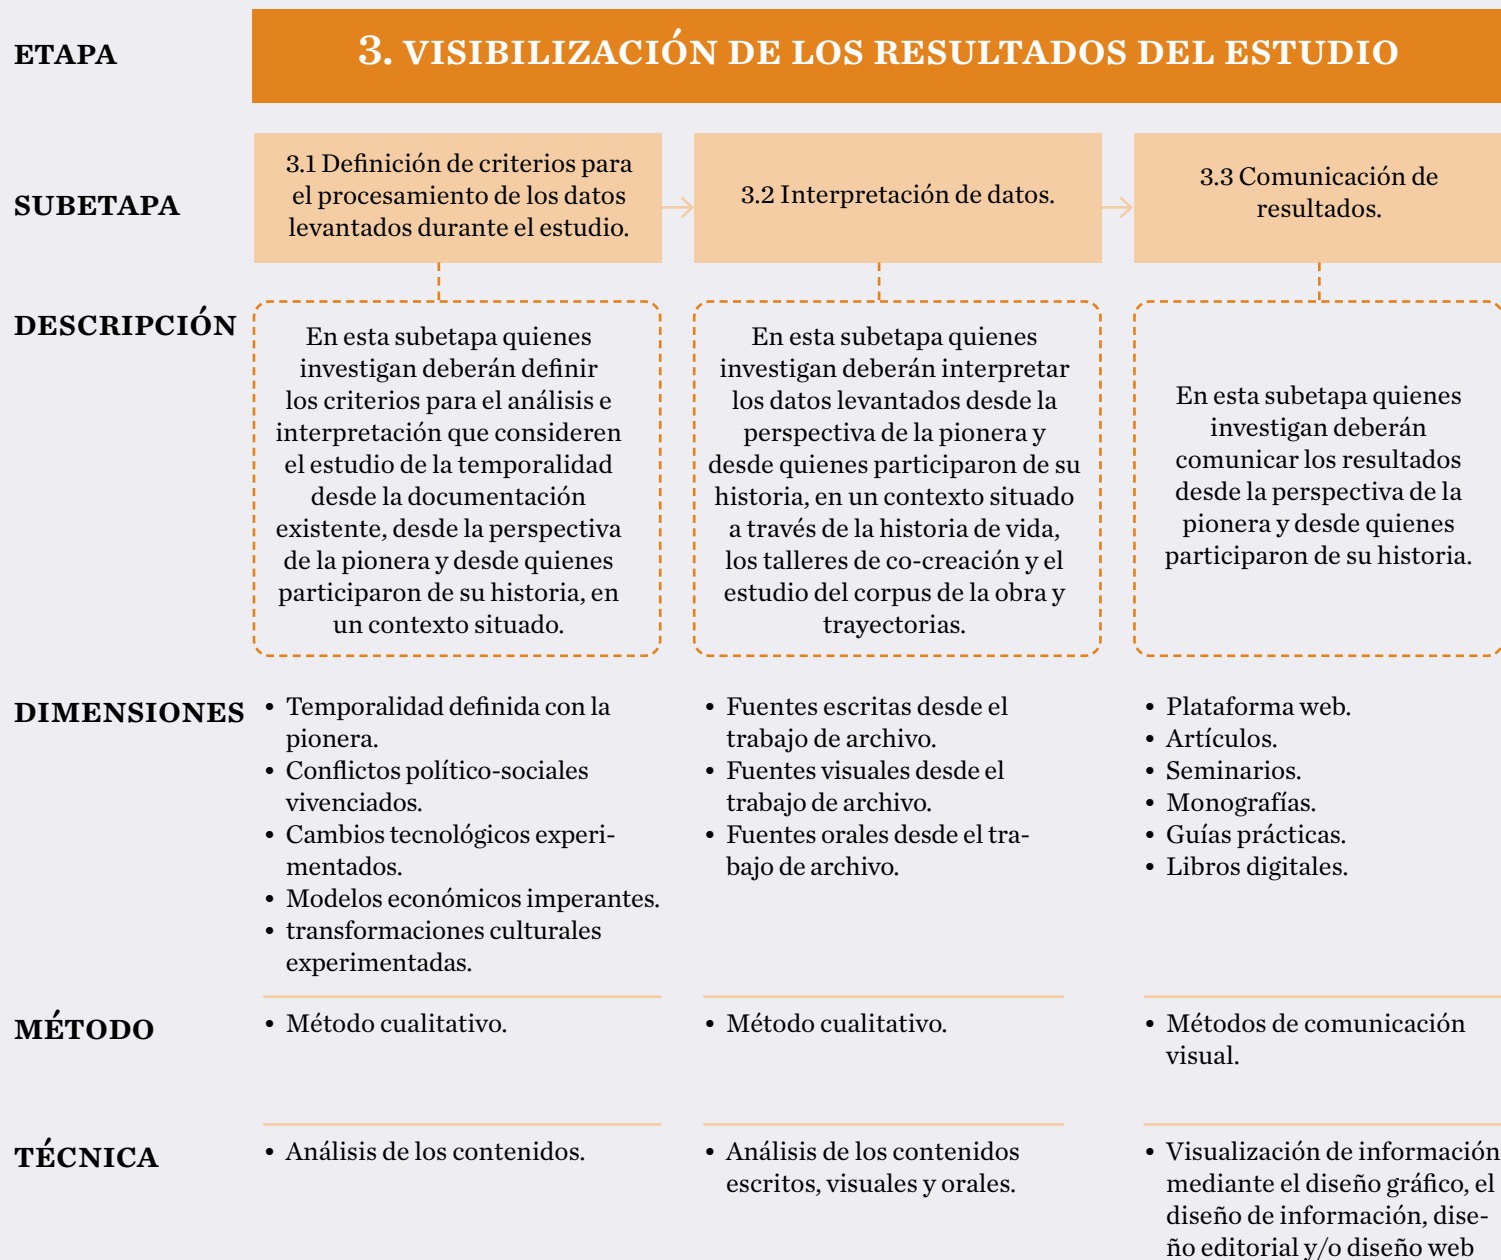 ETAPA
3. VISIBILIZACIÓN DE LOS RESULTADOS DEL ESTUDIO
SUBETAPA
3.1 Definición de criterios para
el procesamiento de los datos
levantados durante el estudio.
3.2 Interpretación de datos.
3.3 Comunicación de
resultados.
DESCRIPCIÓN
En esta subetapa quienes
investigan deberán definir
los criterios para el análisis e
interpretación que consideren
el estudio de la temporalidad
desde la documentación
existente, desde la perspectiva
de la pionera y desde quienes
participaron de su historia, en
un contexto situado.
En esta subetapa quienes
investigan deberán interpretar
los datos levantados desde la
perspectiva de la pionera y
desde quienes participaron de su
historia, en un contexto situado
a través de la historia de vida,
los talleres de co-creación y el
estudio del corpus de la obra y
trayectorias.
En esta subetapa quienes
investigan deberán
comunicar los resultados
desde la perspectiva de la
pionera y desde quienes
participaron de su historia.
DIMENSIONES
• Temporalidad definida con la
pionera.
• Conflictos político-sociales
vivenciados.
• Cambios tecnológicos experi-
mentados.
• Modelos económicos imperantes.
• transformaciones culturales
experimentadas.
• Fuentes escritas desde el
trabajo de archivo.
• Fuentes visuales desde el
trabajo de archivo.
• Fuentes orales desde el tra-
bajo de archivo.
• Plataforma web.
• Artículos.
• Seminarios.
• Monografías.
• Guías prácticas.
• Libros digitales.
MÉTODO
• Método cualitativo.
• Método cualitativo.
• Métodos de comunicación
visual.
TÉCNICA
• Análisis de los contenidos.
• Análisis de los contenidos
escritos, visuales y orales.
• Visualización de información
mediante el diseño gráfico, el
diseño de información, dise-
ño editorial y/o diseño web